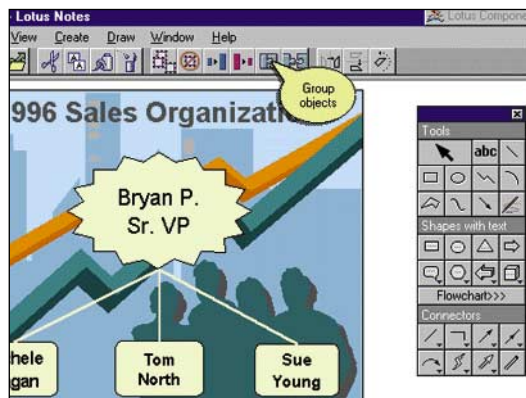 Lotus Notes
Lotus Compone
View Create Draw Window Help
Group
objects
996 Sales Organizat
Bryan P.
Sr. VP
hele
gan
Tom
North
Sue
Young
Tools
abc
Shapes with text
Flowchart>>>
Connectors